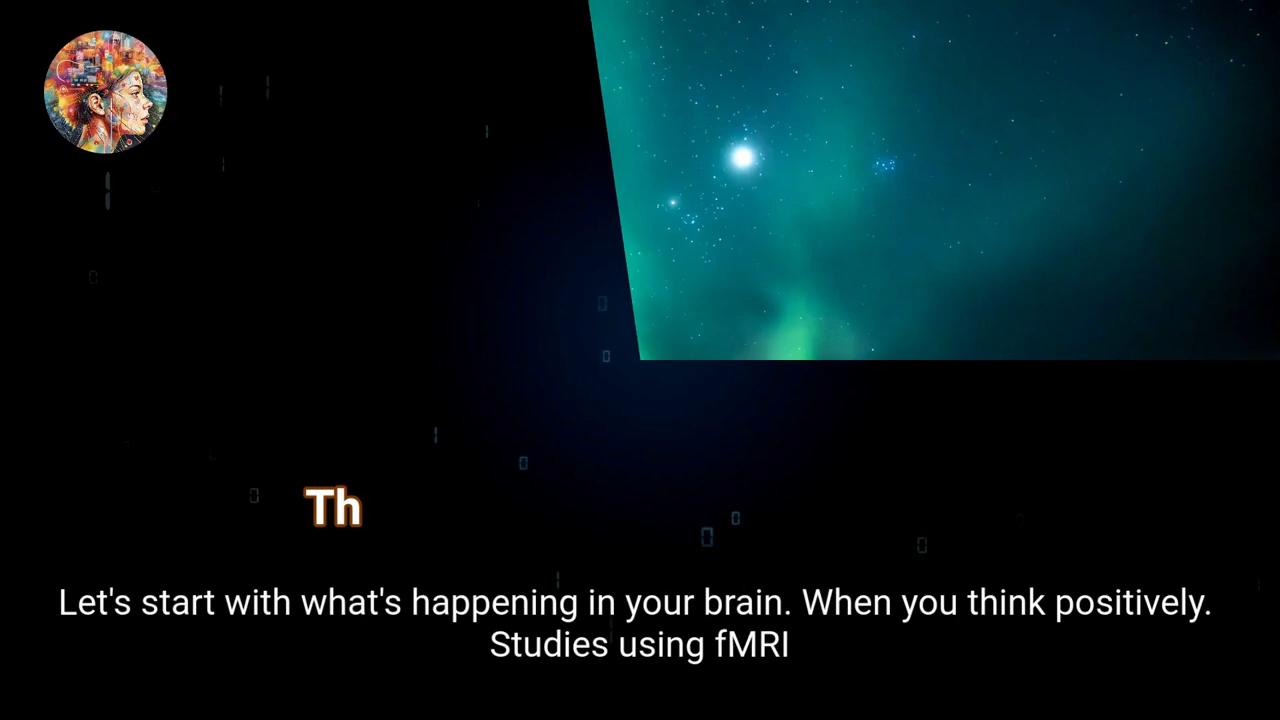 Th
Let's start with what's happening in your brain. When you think positively.
Studies using fMRI